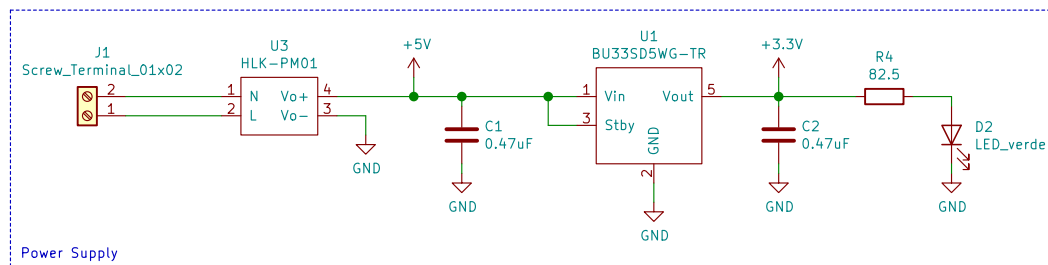 J1
Screw_Terminal_01x02
2
1
U3
HLK-PM01
1
N
Vo+
4
2
L
Vo-
3
GND
+5V
C1
0.47uF
GND
U1
BU33SD5WG-TR
1
Vin
Vout
5
3
Stby
GND
2
GND
+3.3V
C2
0.47uF
GND
R4
82.5
D2
LED_verde
GND
Power Supply